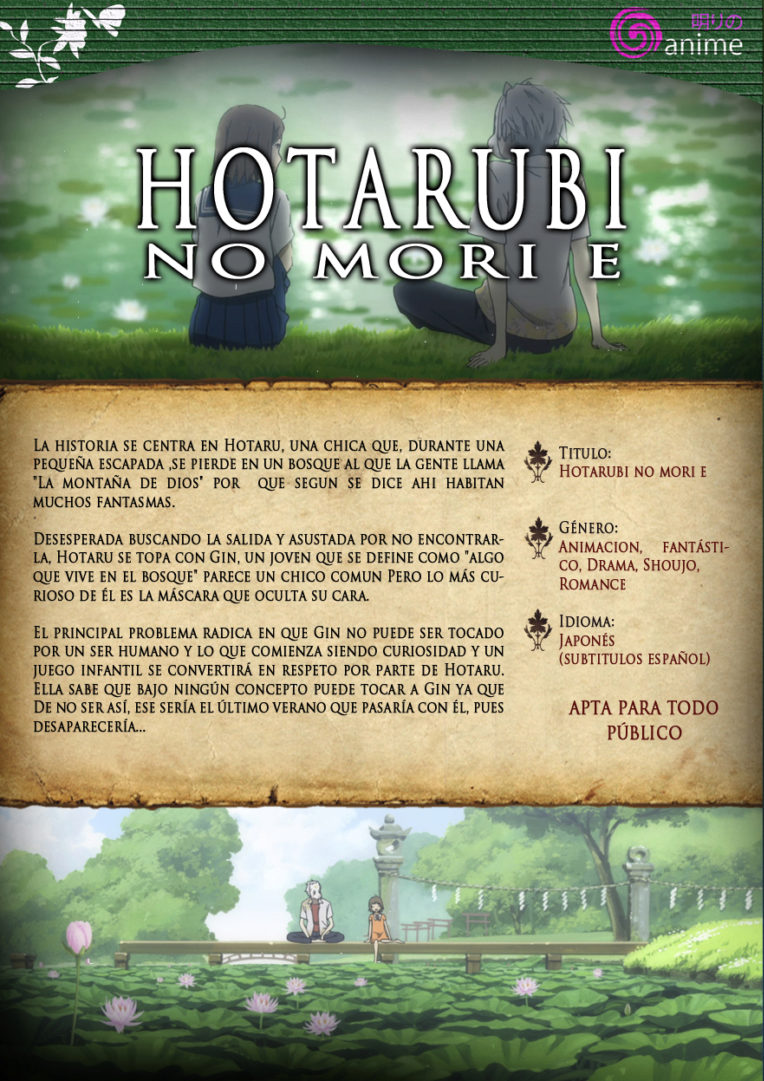 明りの
anime
HOTARUBI
NO MORI E
La historia se centra en Hotaru, una chica que, durante una
pequeña escapada ,se pierde en un bosque al que la gente llama
"La montaña de dios" por que segun se dice ahi habitan
muchos fantasmas.
Desesperada buscando la salida y asustada por no encontrar-
la, Hotaru se topa con Gin, un joven que se define como "algo
que vive en el bosque" parece un chico comun Pero lo más cu-
rioso de él es la máscara que oculta su cara.
El principal problema radica en que Gin no puede ser tocado
por un ser humano y lo que comienza siendo curiosidad y un
juego infantil se convertirá en respeto por parte de Hotaru.
Ella sabe que bajo ningún concepto puede tocar a Gin ya que
De no ser así, ese sería el último verano que pasaría con él, pues
desaparecería...
Titulo:
Hotarubi no mori e
Género:
Animacion, fantásti-
co, Drama, Shoujo,
Romance
Idioma:
Japonés
(subtitulos español)
APTA PARA TODO
PÚBLICO